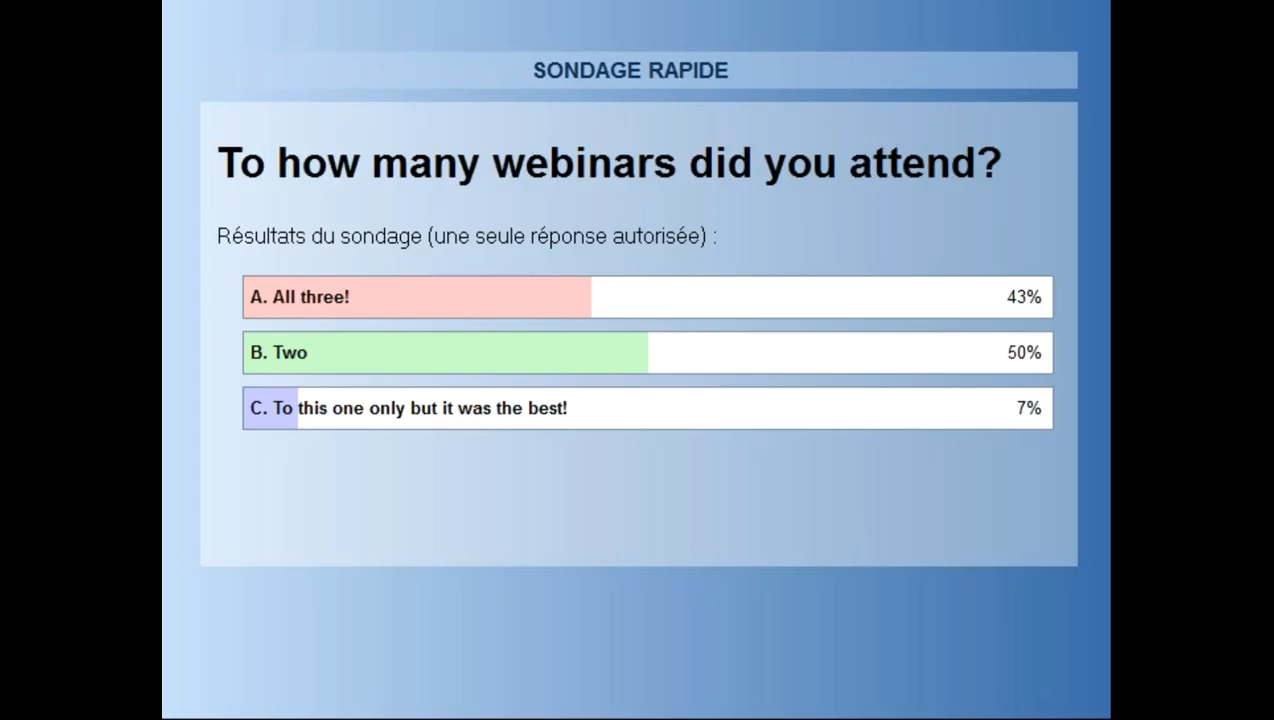 SONDAGE RAPIDE
To how many webinars did you attend?
Résultats du sondage (une seule réponse autorisée) :
A. All three! 43%
B. Two 50%
C. To this one only but it was the best! 7%